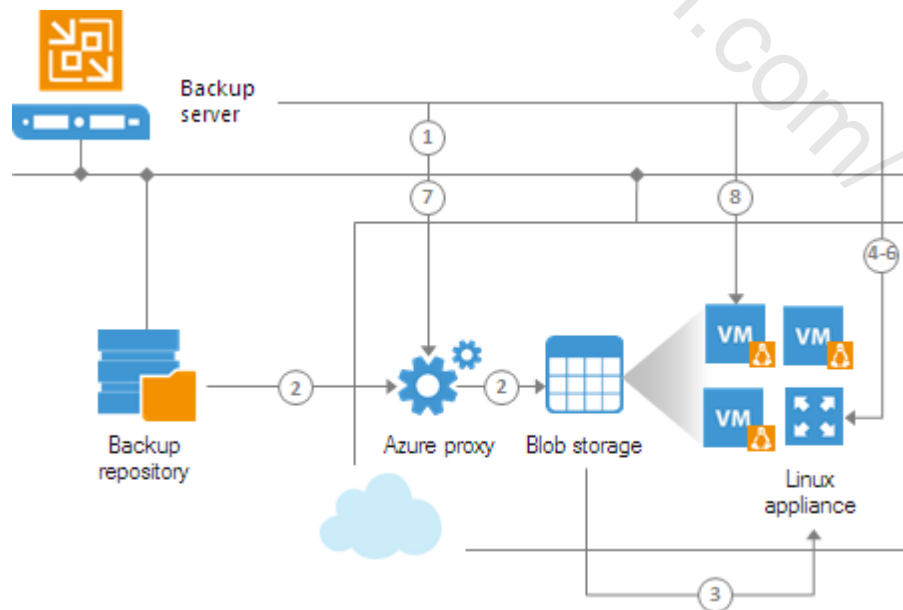 Backup
server
1
7
8
4-6
VM
VM
2
2
VM
Backup
repository
Azure proxy
Blob storage
Linux
appliance
3